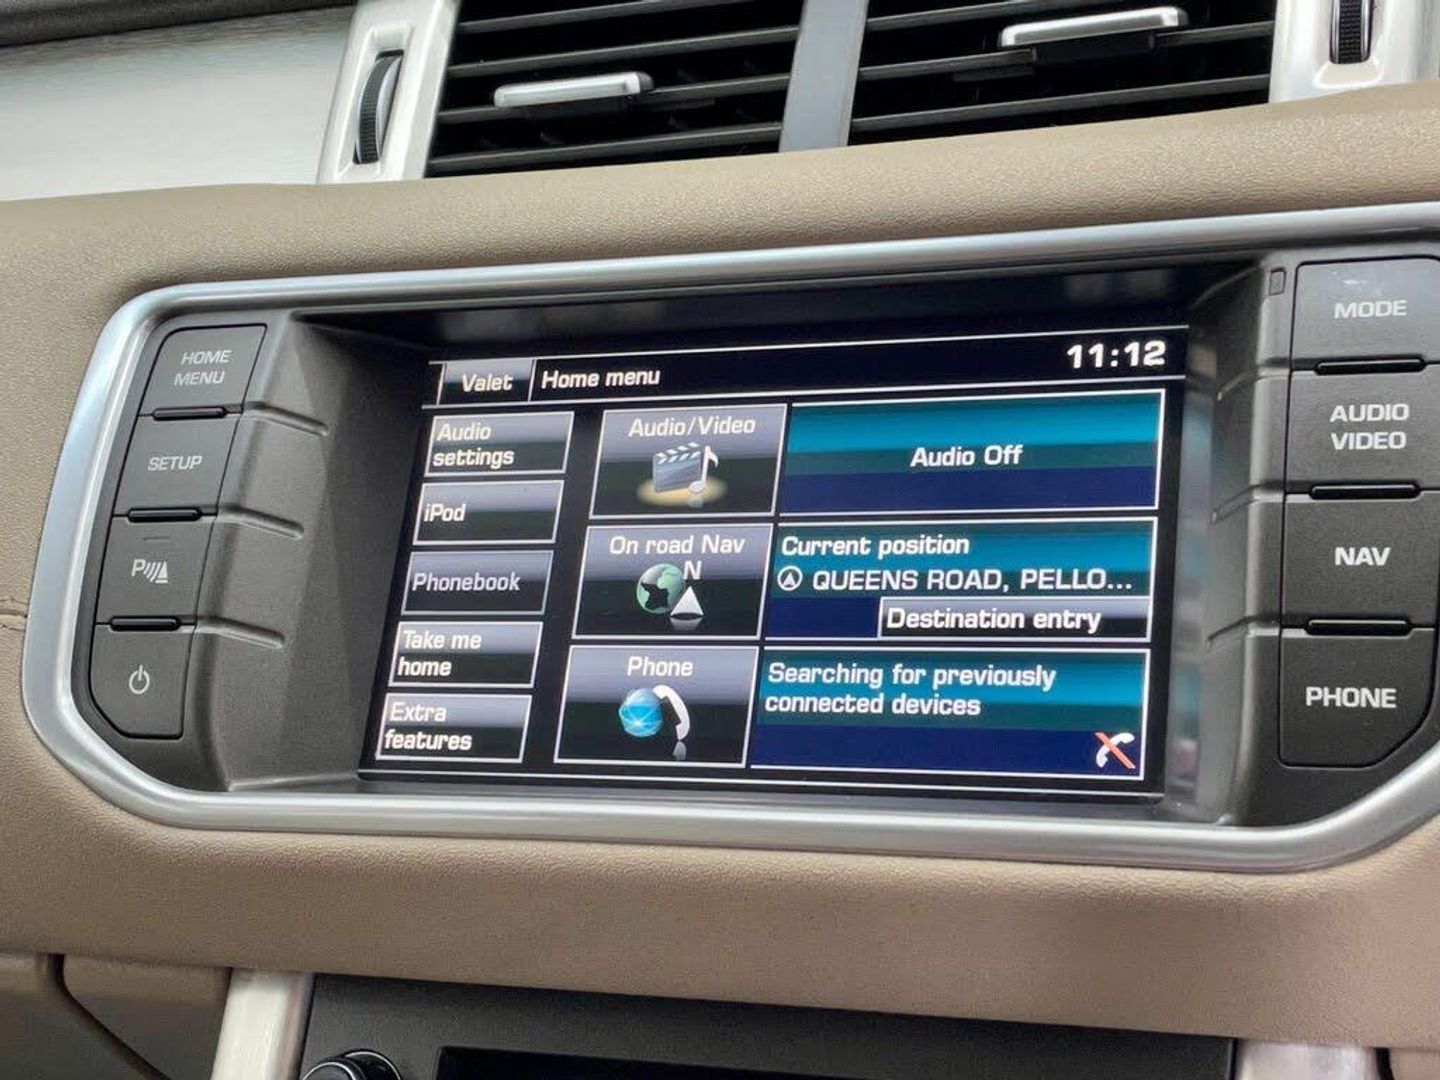 HOME
MENU
SETUP
P
Valet
Home menu
11:12
Audio
settings
iPod
Phonebook
Take me
home
Extra
features
Audio/Video
Audio Off
On road Nav
N
Current position
QUEENS ROAD, PELLO...
Destination entry
Phone
Searching for previously
connected devices
MODE
AUDIO
VIDEO
NAV
PHONE